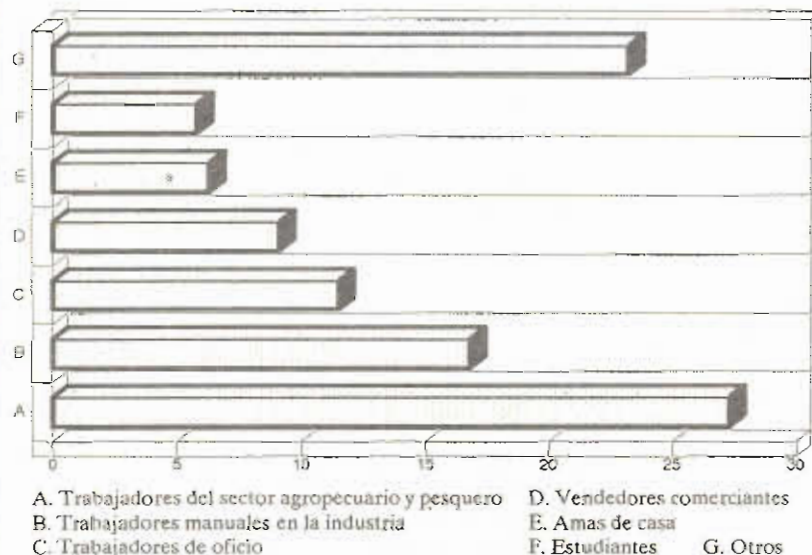 G
F
E
D
C
B
A
0 5 10 15 20 25 30
A. Trabajadores del sector agropecuario y pesquero D. Vendedores comerciantes
B. Trabajadores manuales en la industria E. Amas de casa
C. Trabajadores de oficio F. Estudiantes G. Otros